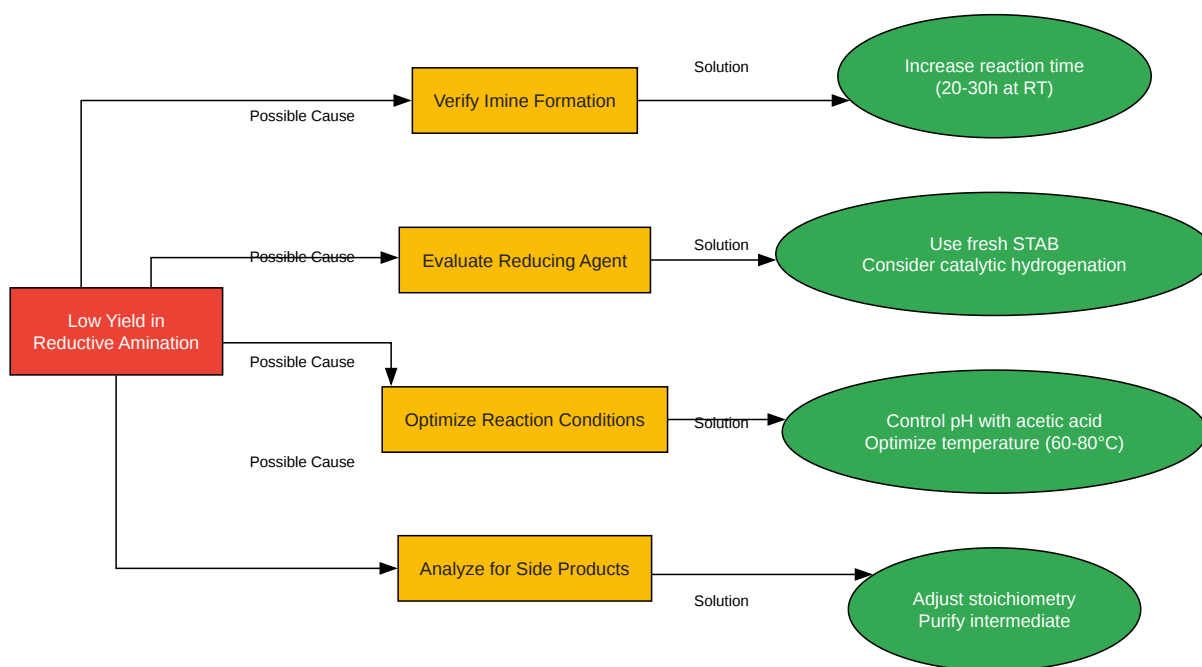 Increase reaction time
(20-30h at RT)
Solution
Verify Imine Formation
Possible Cause
Use fresh STAB
Consider catalytic hydrogenation
Solution
Possible Cause
Evaluate Reducing Agent
Low Yield in
Reductive Amination
Possible Cause
Optimize Reaction Conditions
Solution
Control pH with acetic acid
Optimize temperature (60-80°C)
Possible Cause
Analyze for Side Products
Solution
Adjust stoichiometry
Purify intermediate